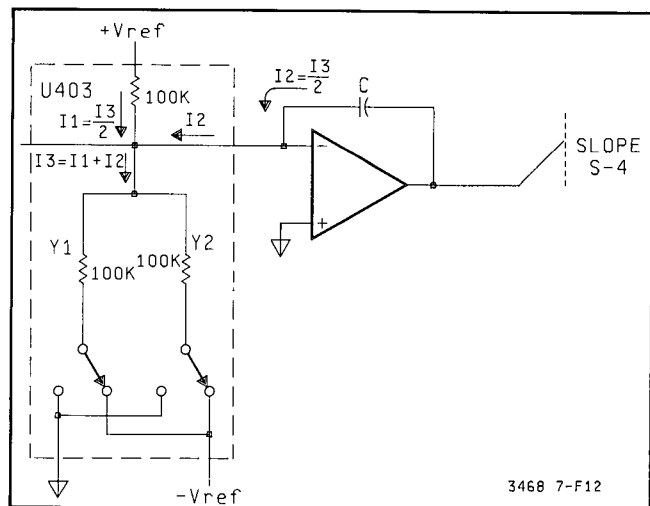 +Vref
U403
100K
I1=I3/2
I2
I2=I3/2
C
I3=I1+I2
−
+
SLOPE
S-4
Y1
100K
100K
Y2
-Vref
3468 7-F12